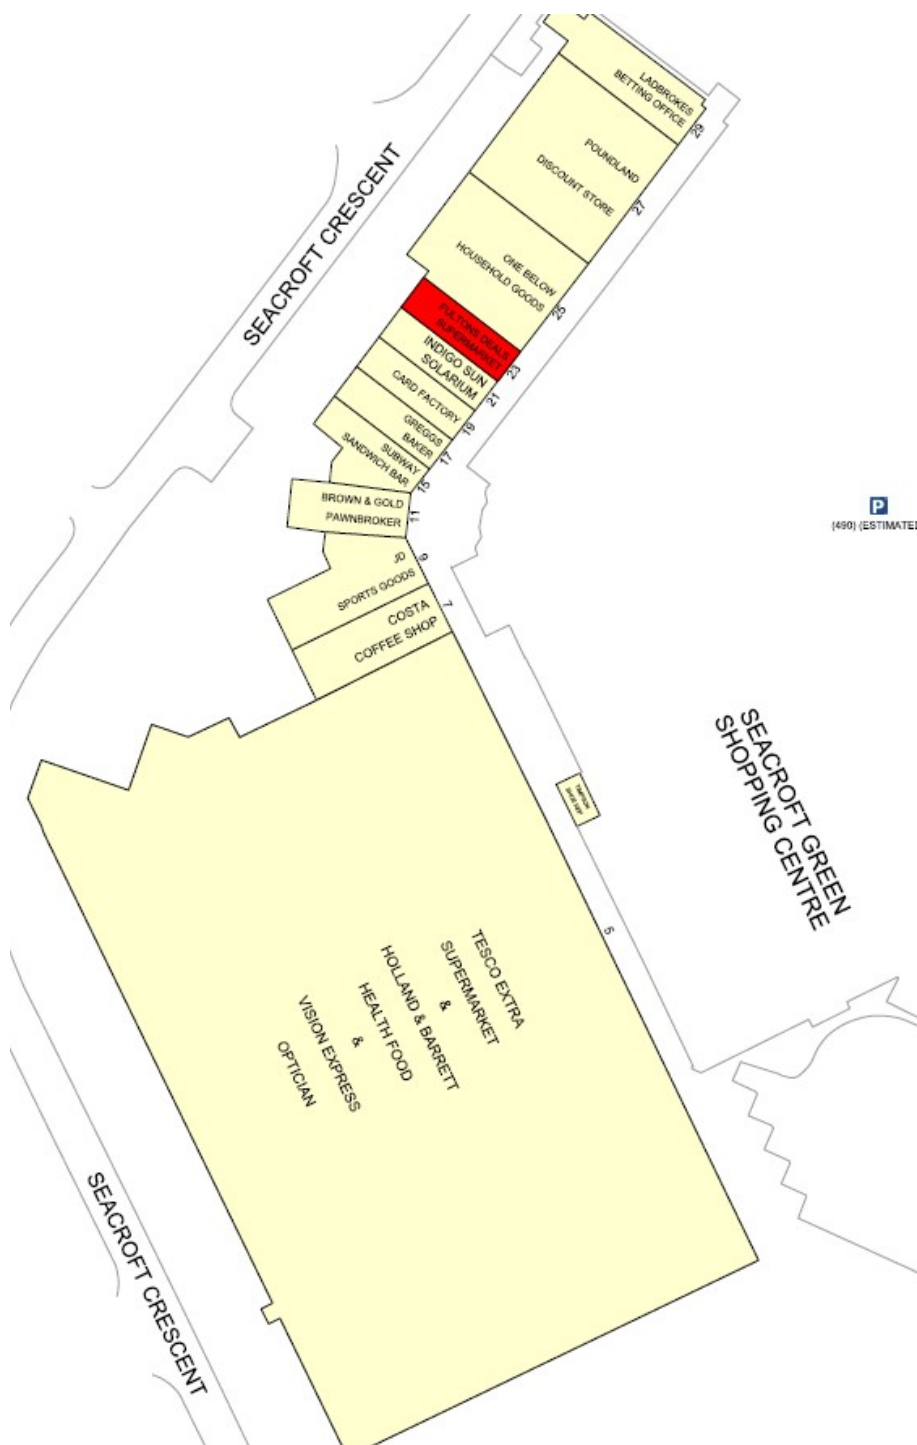 LADBROKES
BETTING OFFICE
29
POUNDLAND
DISCOUNT STORE
27
SEACROFT CRESCENT
ONE BELOW
HOUSEHOLD GOODS
25
FULTONS DEALS
SUPERMARKET
23
INDIGO SUN
SOLARIUM
21
CARD FACTORY
19
GREGGS
BAKER
17
SUBWAY
SANDWICH BAR
15
BROWN & GOLD
PAWNBROKER
11
P
(490) (ESTIMATED
JD
SPORTS GOODS
9
COSTA
COFFEE SHOP
7
SEACROFT GREEN
SHOPPING CENTRE
TIMPSON
SHOE REP
5
TESCO EXTRA
SUPERMARKET
&
HOLLAND & BARRETT
HEALTH FOOD
&
VISION EXPRESS
OPTICIAN
SEACROFT CRESCENT